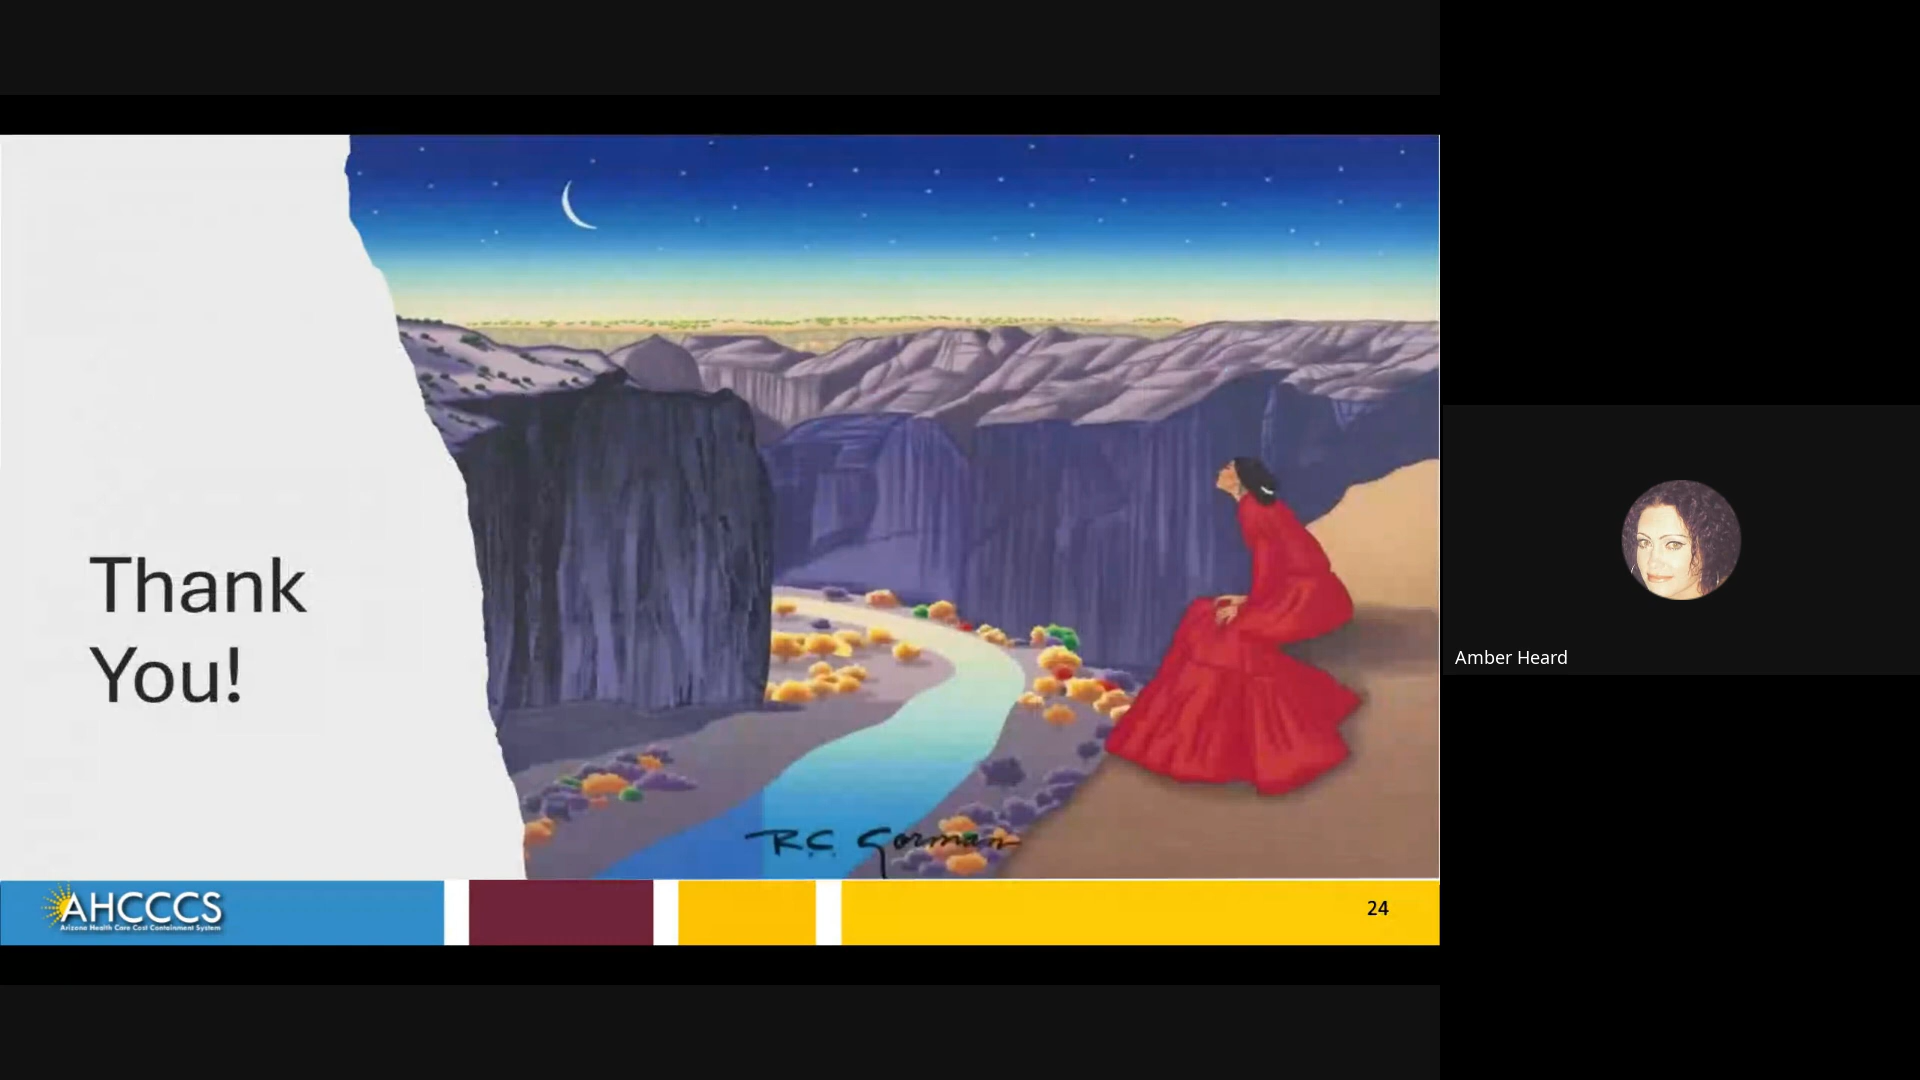 Thank
You!
R.C. Gorman
AHCCCS
Arizona Health Care Cost Containment System
24
Amber Heard